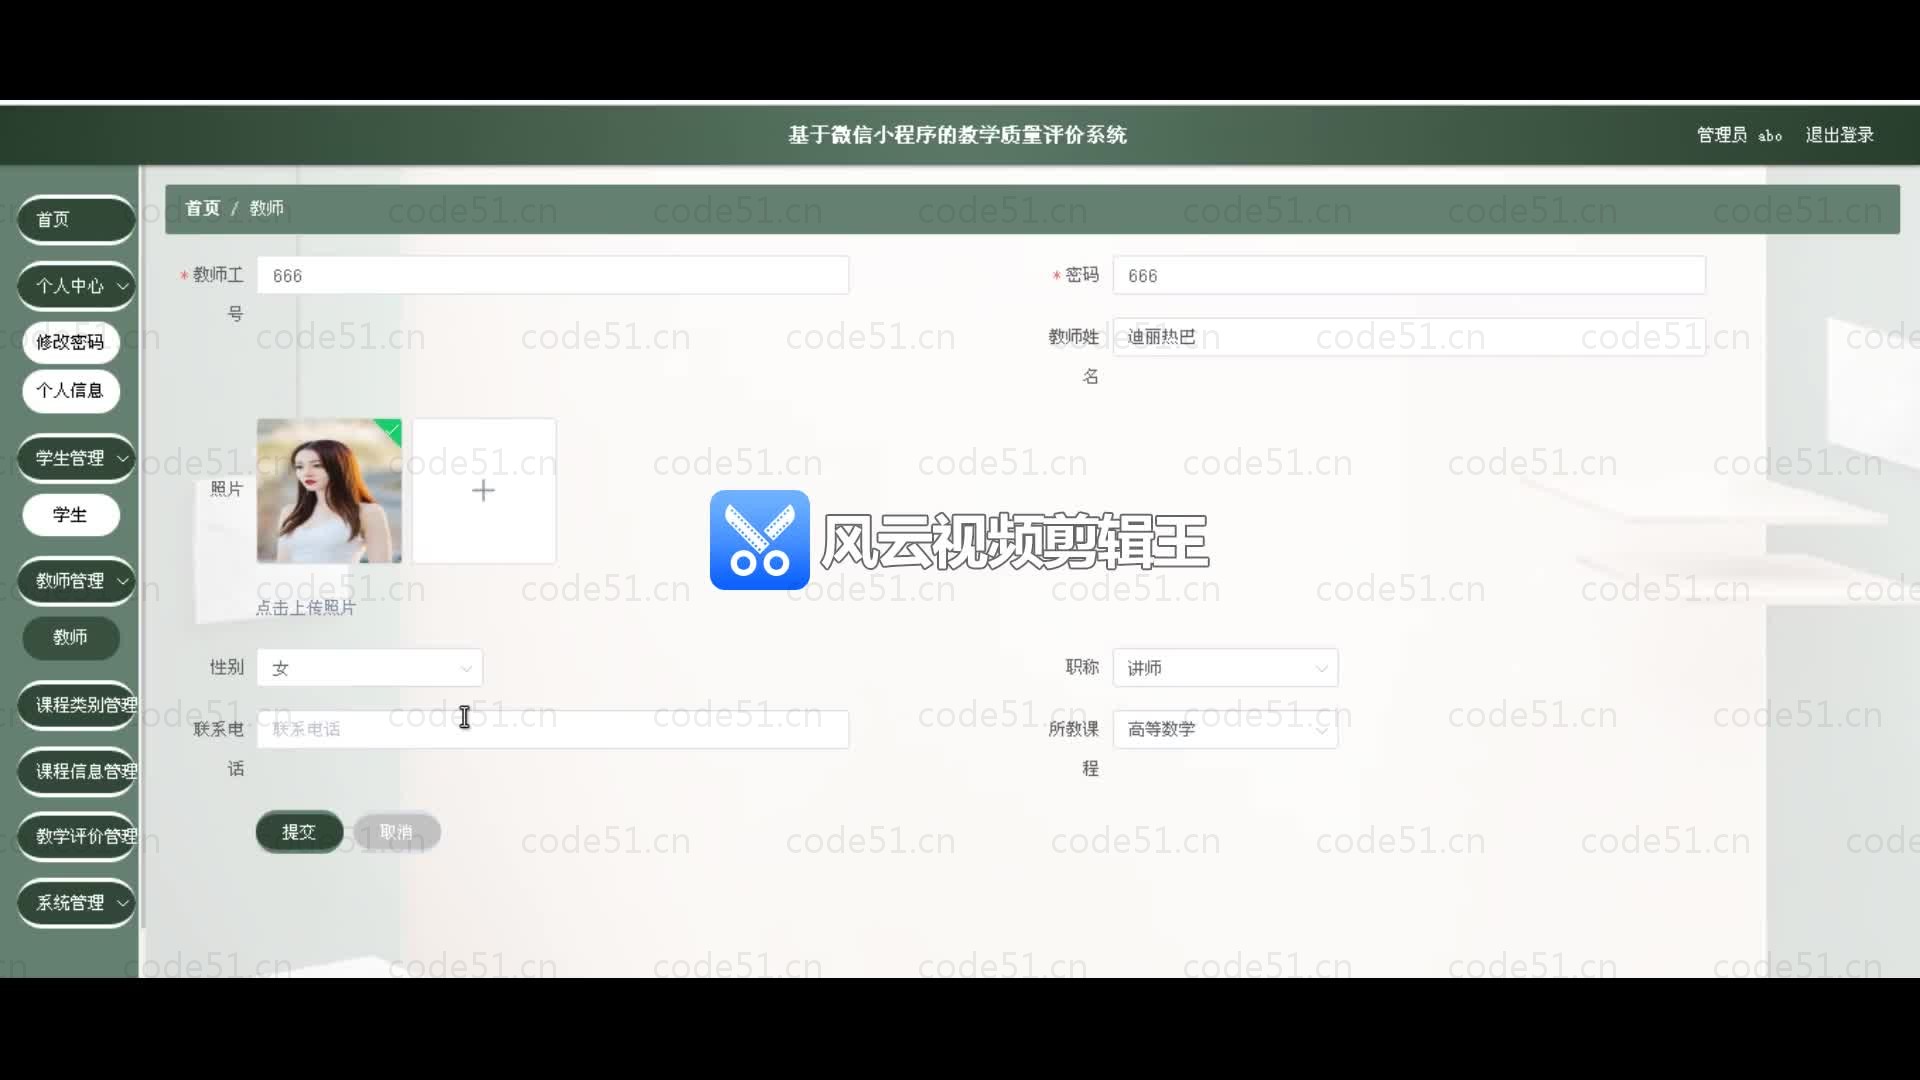 基于微信小程序的教学质量评价系统
管理员 abo 退出登录
首页
个人中心
修改密码
个人信息
学生管理
学生
教师管理
教师
课程类别管理
课程信息管理
教学评价管理
系统管理
首页 / 教师
* 教师工号
666
* 密码
666
教师姓名
迪丽热巴
照片
点击上传照片
风云视频剪辑王
性别
女
职称
讲师
联系电话
联系电话
所教课程
高等数学
提交
取消
code51.cn